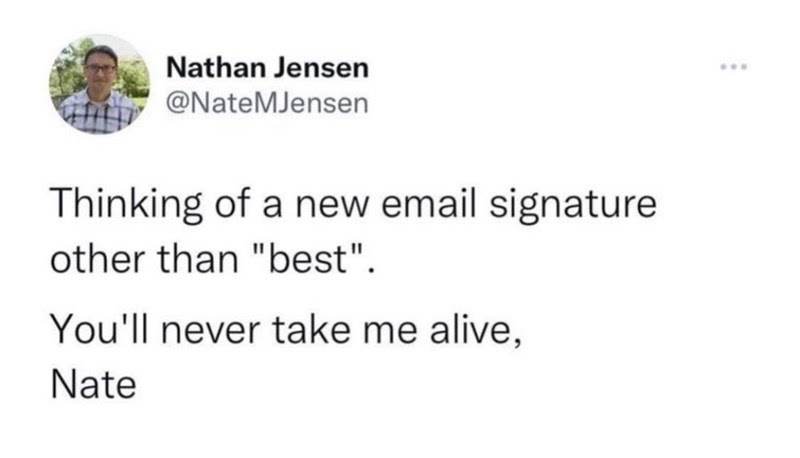 Nathan Jensen
@NateMJensen
Thinking of a new email signature
other than "best".
You'll never take me alive,
Nate